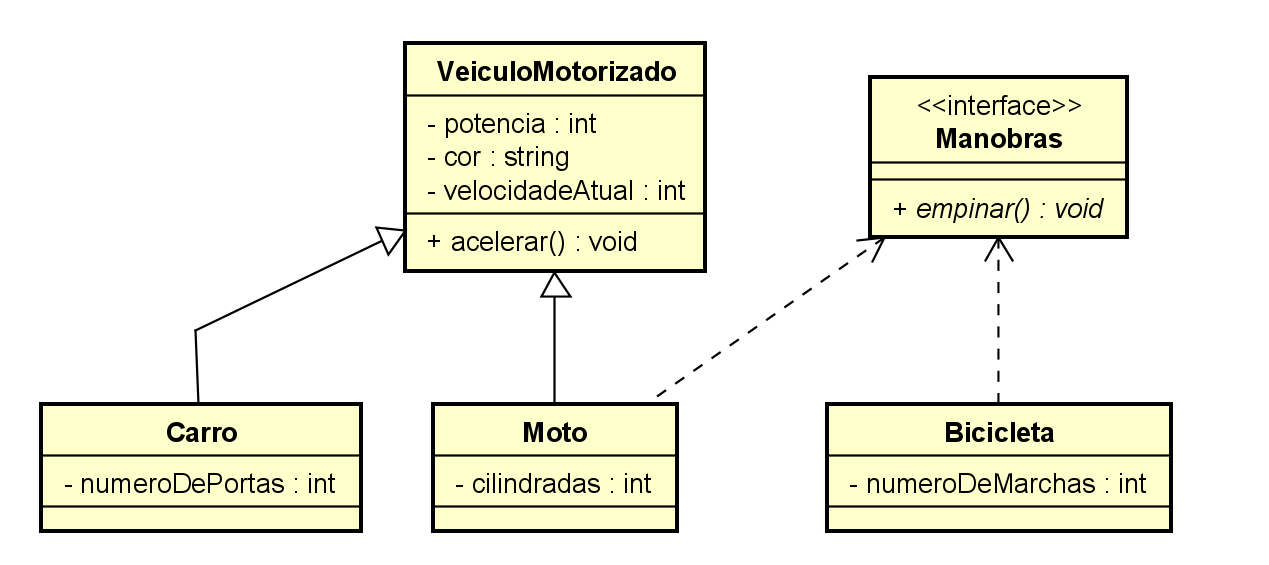 VeiculoMotorizado
- potencia : int
- cor : string
- velocidadeAtual : int
+ acelerar() : void
<<interface>>
Manobras
+ empinar() : void
Carro
- numeroDePortas : int
Moto
- cilindradas : int
Bicicleta
- numeroDeMarchas : int